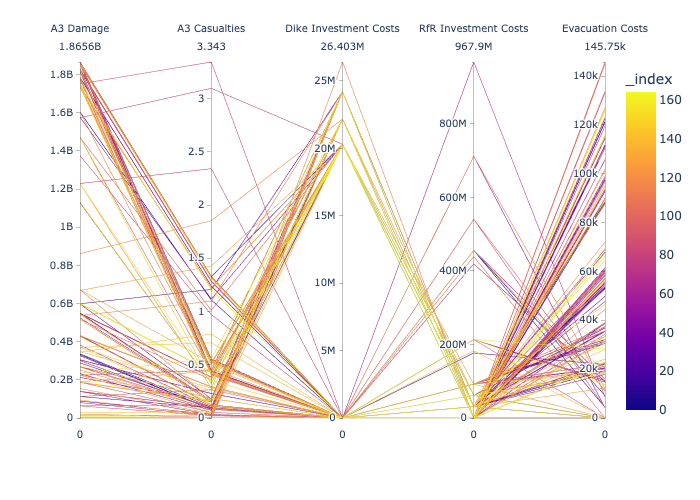 A3 Damage A3 Casualties Dike Investment Costs RfR Investment Costs Evacuation Costs
1.8656B 3.343 26.403M 967.9M 145.75k
_index
1.8B
1.6B
1.4B
1.2B
1B
0.8B
0.6B
0.4B
0.2B
0
3
2.5
2
1.5
1
0.5
0
25M
20M
15M
10M
5M
0
800M
600M
400M
200M
0
140k
120k
100k
80k
60k
40k
20k
0
160
140
120
100
80
60
40
20
0
0 0 0 0 0